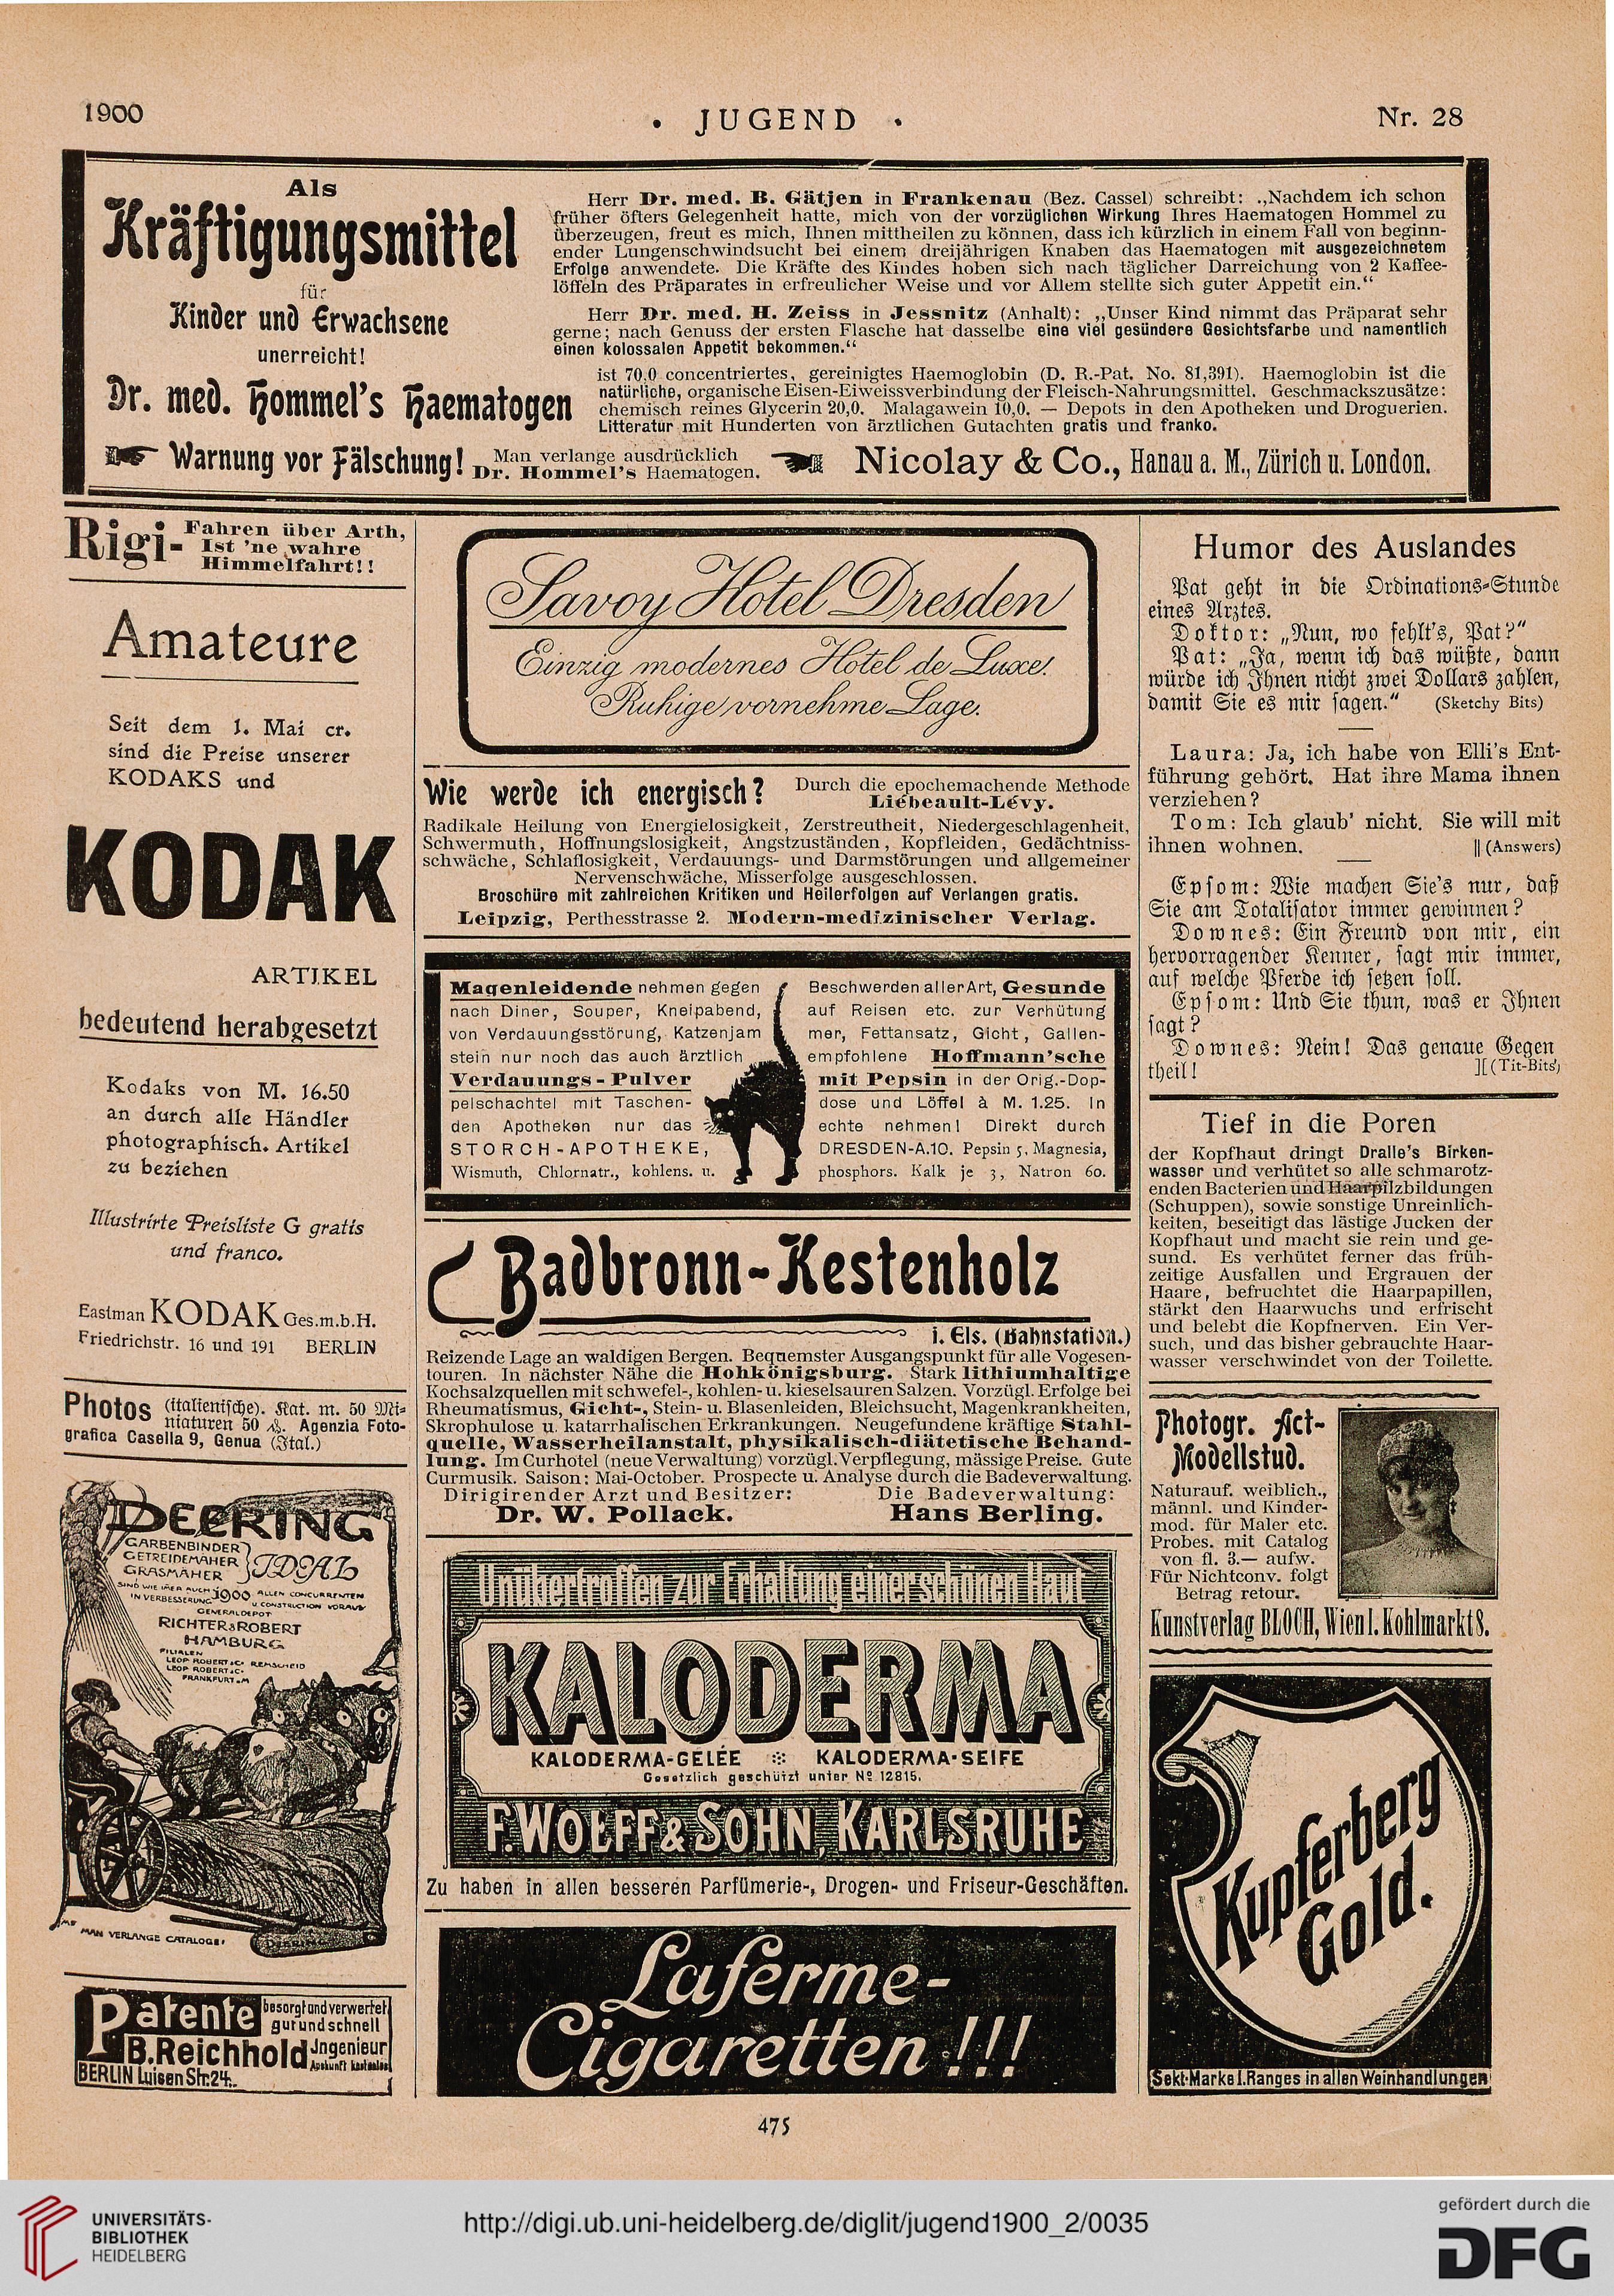 1900
• JUGEND •
Nr. 28
Als
Kräftigungsmittel
für
Kinder und Erwachsene
unerreicht!
Dr. med. Hommel's Haematogen
Herr Dr. med. B. Gätjen in Frankenau (Bez. Cassel) schreibt: „Nachdem ich schon
früher öfters Gelegenheit hatte, mich von der vorzüglichen Wirkung Ihres Haematogen Hommel zu
überzeugen, freut es mich, Ihnen mittheilen zu können, dass ich kürzlich in einem Fall von beginn-
ender Lungenschwindsucht bei einem dreijährigen Knaben das Haematogen mit ausgezeichnetem
Erfolge anwendete. Die Kräfte des Kindes hoben sich nach täglicher Darreichung von 2 Kaffee-
löffeln des Präparates in erfreulicher Weise und vor Allem stellte sich guter Appetit ein.“
Herr Dr. med. H. Zeiss in Jessnitz (Anhalt): „Unser Kind nimmt das Präparat sehr
gerne; nach Genuss der ersten Flasche hat dasselbe eine viel gesündere Gesichtsfarbe und namentlich
einen kolossalen Appetit bekommen.“
ist 70,0 concentriertes, gereinigtes Haemoglobin (D. R.-Pat. No. 81,391). Haemoglobin ist die
natürliche, organische Eisen-Eiweissverbindung der Fleisch-Nahrungsmittel. Geschmackszusätze:
chemisch reines Glycerin 20,0. Malagawein 10,0. — Depots in den Apotheken und Droguerien.
Litteratur mit Hunderten von ärztlichen Gutachten gratis und franko.
Warnung vor Fälschung!
Man verlange ausdrücklich
Dr. Hommel's Haematogen.
Nicolay & Co., Hanau a. M., Zürich u. London.
Rigi-
Fahren über Arth,
Ist 'ne wahre
Himmelfahrt!!
Amateure
Seit dem 1. Mai cr.
sind die Preise unserer
KODAKS und
KODAK
ARTIKEL
bedeutend herabgesetzt
Kodaks von M. 16.50
an durch alle Händler
photographisch. Artikel
zu beziehen
Illustrirte Preisliste G gratis
und franco.
Eastman KODAK Ges.m.b.H.
Friedrichstr. 16 und 191 BERLIN
Photos (italienische). Kat. m. 50 Mi-
niaturen 50 ₰. Agenzia Foto-
grafica Casella 9, Genua (Ital.)
DEERING
GARBENBINDER
GETREIDEMÄHER
GRASMÄHER
IDEAL
SIND WIE IMER AUCH 1900 ALLEN CONCURRENTEN
IN VERBESSERUNG U. CONSTRUCTION VORAUS
GENERALDEPOT
RICHTER & ROBERT
HAMBURG
FILIALEN
LEOP ROBERT & Co REMSCHEID
LEOP ROBERT & Co
FRANKFURT a. M
MAN VERLANGE CATALOGE!
DEERING
Patente
besorgt und verwertet
gut und schnell
B. Reichhold Ingenieur
BERLIN Luisen Str. 24.
Auskunft kostenlos
Savoy Hotel Dresden
Einzig modernes Hotel de Luxe!
Ruhige vornehme Lage.
Wie werde ich energisch?
Durch die epochemachende Methode
Liébeault-Lévy.
Radikale Heilung von Energielosigkeit, Zerstreutheit, Niedergeschlagenheit,
Schwermuth, Hoffnungslosigkeit, Angstzuständen, Kopfleiden, Gedächtniss-
schwäche, Schlaflosigkeit, Verdauungs- und Darmstörungen und allgemeiner
Nervenschwäche, Misserfolge ausgeschlossen.
Broschüre mit zahlreichen Kritiken und Heilerfolgen auf Verlangen gratis.
Leipzig, Perthesstrasse 2. Modern-medizinischer Verlag.
Magenleidende nehmen gegen Beschwerden aller Art, Gesunde
nach Diner, Souper, Kneipabend, auf Reisen etc. zur Verhütung
von Verdauungsstörung, Katzenjammer, Fettansatz, Gicht, Gallen-
stein nur noch das auch ärztlich empfohlene Hoffmann'sche
Verdauungs-Pulver mit Pepsin in der Orig.-Dop-
pelschachtel mit Taschen- dose und Löffel à M. 1.25. In
den Apotheken nur das echte nehmen! Direkt durch
STORCH-APOTHEKE, DRESDEN-A.10. Pepsin 5, Magnesia,
Wismuth, Chlornatr., kohlens. u. phosphors. Kalk je 3, Natron 60.
Badbronn-Kestenholz
i. Els. (Bahnstation.)
Reizende Lage an waldigen Bergen. Bequemster Ausgangspunkt für alle Vogesen-
touren. In nächster Nähe die Hohkönigsburg. Stark lithiumhaltige
Kochsalzquellen mit schwefel-, kohlen- u. kieselsauren Salzen. Vorzügl. Erfolge bei
Rheumatismus, Gicht-, Stein- u. Blasenleiden, Bleichsucht, Magenkrankheiten,
Skrophulose u. katarrhalischen Erkrankungen. Neugefundene kräftige Stahl-
quelle, Wasserheilanstalt, physikalisch-diätetische Behand-
lung. Im Curhotel (neue Verwaltung) vorzügl. Verpflegung, mässige Preise. Gute
Curmusik. Saison: Mai-October. Prospecte u. Analyse durch die Badeverwaltung.
Dirigirender Arzt und Besitzer: Die Badeverwaltung:
Dr. W. Pollack. Hans Berling.
Unübertroffen zur Erhaltung einer schönen Haut
KALODERMA
KALODERMA-GELÉE KALODERMA-SEIFE
Gesetzlich geschützt unter Nº 12815.
F. WOLFF & SOHN, KARLSRUHE
Zu haben in allen besseren Parfümerie-, Drogen- und Friseur-Geschäften.
Laferme-
Cigaretten!!!
Humor des Auslandes
Pat geht in die Ordinations-Stunde
eines Arztes.
Doktor: „Nun, wo fehlt's, Pat?“
Pat: „Ja, wenn ich das wüßte, dann
würde ich Ihnen nicht zwei Dollars zahlen,
damit Sie es mir sagen.“ (Sketchy Bits)
Laura: Ja, ich habe von Elli's Ent-
führung gehört. Hat ihre Mama ihnen
verziehen?
Tom: Ich glaub' nicht. Sie will mit
ihnen wohnen. (Answers)
Epsom: Wie machen Sie's nur, daß
Sie am Totalisator immer gewinnen?
Downes: Ein Freund von mir, ein
hervorragender Kenner, sagt mir immer,
auf welche Pferde ich setzen soll.
Epsom: Und Sie thun, was er Ihnen
sagt?
Downes: Nein! Das genaue Gegen
theil! (Tit-Bits)
Tief in die Poren
der Kopfhaut dringt Dralle's Birken-
wasser und verhütet so alle schmarotz-
enden Bacterien und Haarpilzbildungen
(Schuppen), sowie sonstige Unreinlich-
keiten, beseitigt das lästige Jucken der
Kopfhaut und macht sie rein und ge-
sund. Es verhütet ferner das früh-
zeitige Ausfallen und Ergrauen der
Haare, befruchtet die Haarpapillen,
stärkt den Haarwuchs und erfrischt
und belebt die Kopfnerven. Ein Ver-
such, und das bisher gebrauchte Haar-
wasser verschwindet von der Toilette.
Photogr. Act-
Modellstud.
Naturauf. weiblich.,
männl. und Kinder-
mod. für Maler etc.
Probes. mit Catalog
von fl. 3.— aufw.
Für Nichtconv. folgt
Betrag retour.
Kunstverlag BLOCH, Wien I. Kohlmarkt 8.
Kupferberg
Gold.
Sekt-Marke I. Ranges in allen Weinhandlungen
475
UNIVERSITÄTS-
BIBLIOTHEK
HEIDELBERG
http://digi.ub.uni-heidelberg.de/diglit/jugend1900_2/0035
gefördert durch die
DFG